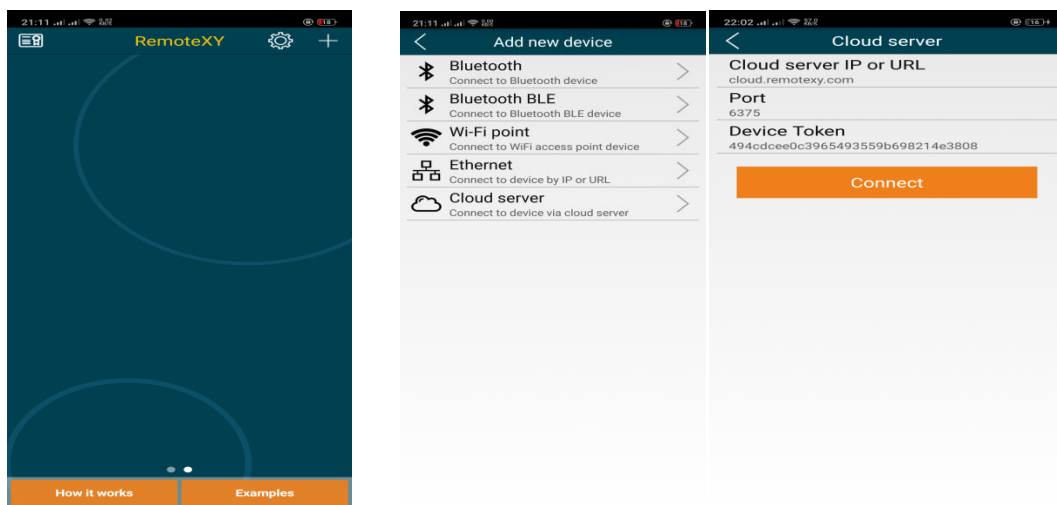 21:11
18
RemoteXY
How it works
Examples
21:11
18
Add new device
Bluetooth
Connect to Bluetooth device
Bluetooth BLE
Connect to Bluetooth BLE device
Wi-Fi point
Connect to WiFi access point device
Ethernet
Connect to device by IP or URL
Cloud server
Connect to device via cloud server
22:02
Cloud server
Cloud server IP or URL
cloud.remotexy.com
Port
6375
Device Token
494cdcee0c3965493559b698214e3808
Connect